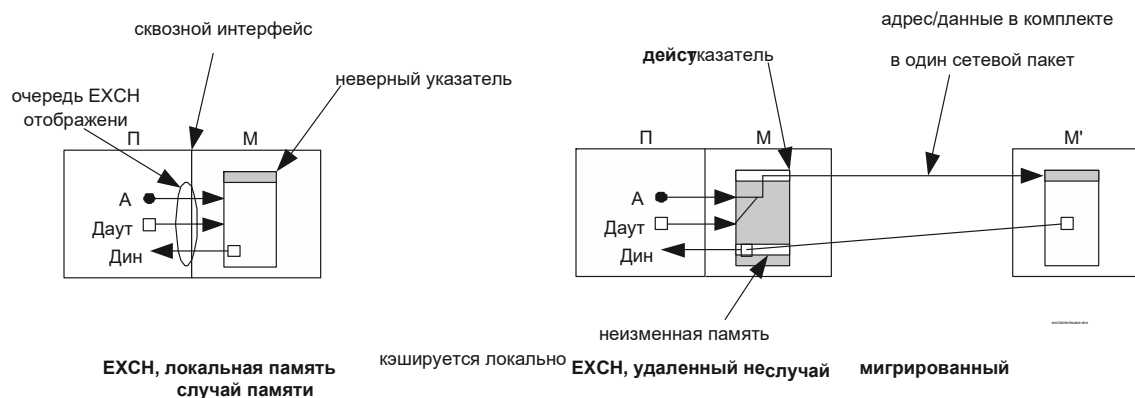 сквозной интерфейс
неверный указатель
очередь EXCH
отображени
П
М
А
Даут
Дин
EXCH, локальная память
случай памяти
адрес/данные в комплекте
в один сетевой пакет
дейстуказатель
П
М
М'
А
Даут
Дин
неизменная память
кэшируется локально
EXCH, удаленный неслучай
мигрированный